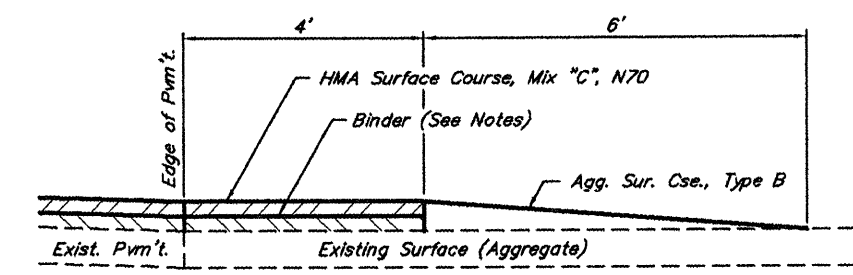 4'
6'
Edge of Pvm't.
HMA Surface Course, Mix "C", N70
Binder (See Notes)
Agg. Sur. Cse., Type B
Exist. Pvm't.
Existing Surface (Aggregate)